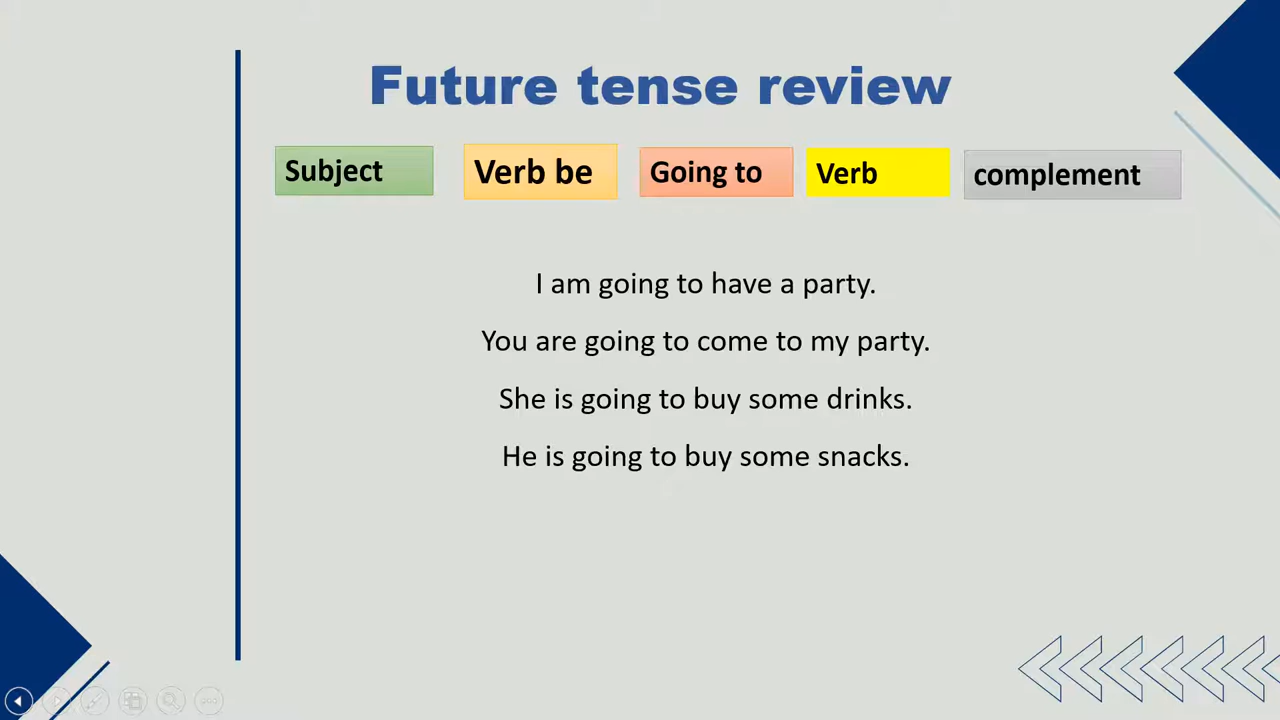 Future tense review
Subject Verb be Going to Verb complement
I am going to have a party.
You are going to come to my party.
She is going to buy some drinks.
He is going to buy some snacks.